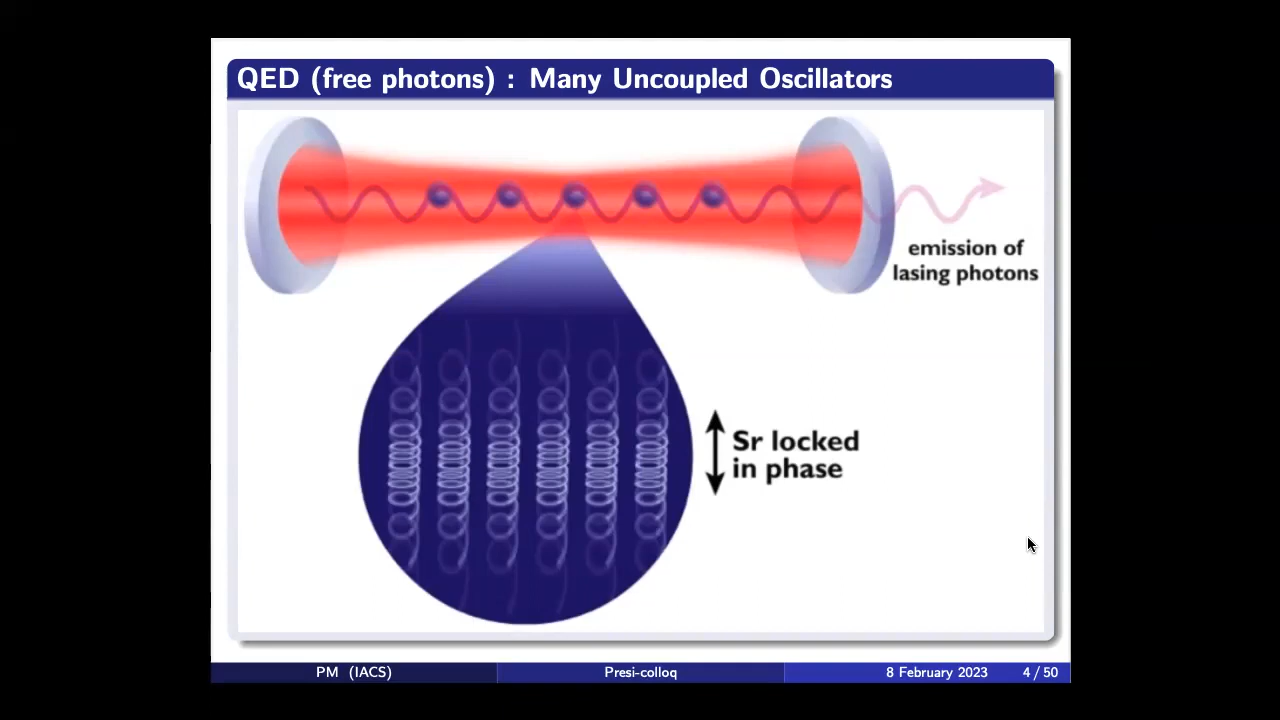 QED (free photons) : Many Uncoupled Oscillators
emission of
lasing photons
Sr locked
in phase
PM (IACS)
Presi-colloq
8 February 2023
4 / 50